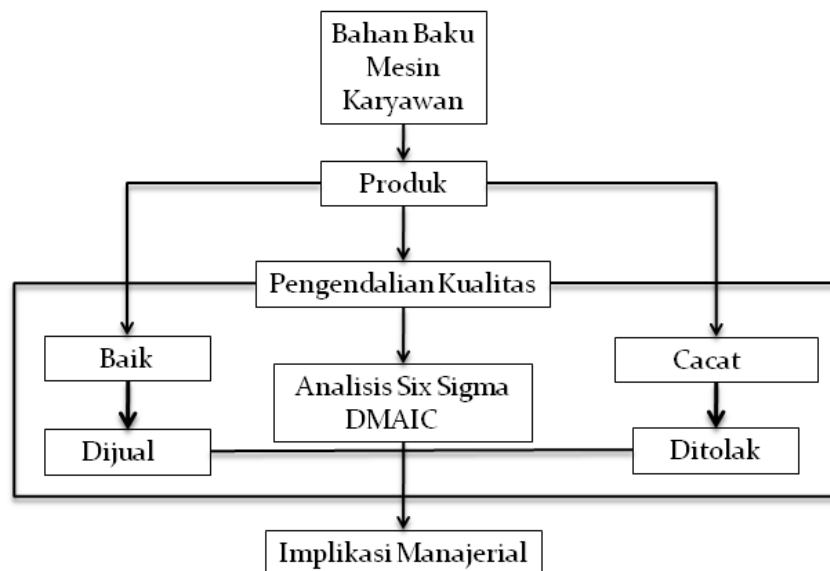 Bahan Baku
Mesin
Karyawan
Produk
Pengendalian Kualitas
Baik
Analisis Six Sigma
DMAIC
Cacat
Dijual
Ditolak
Implikasi Manajerial